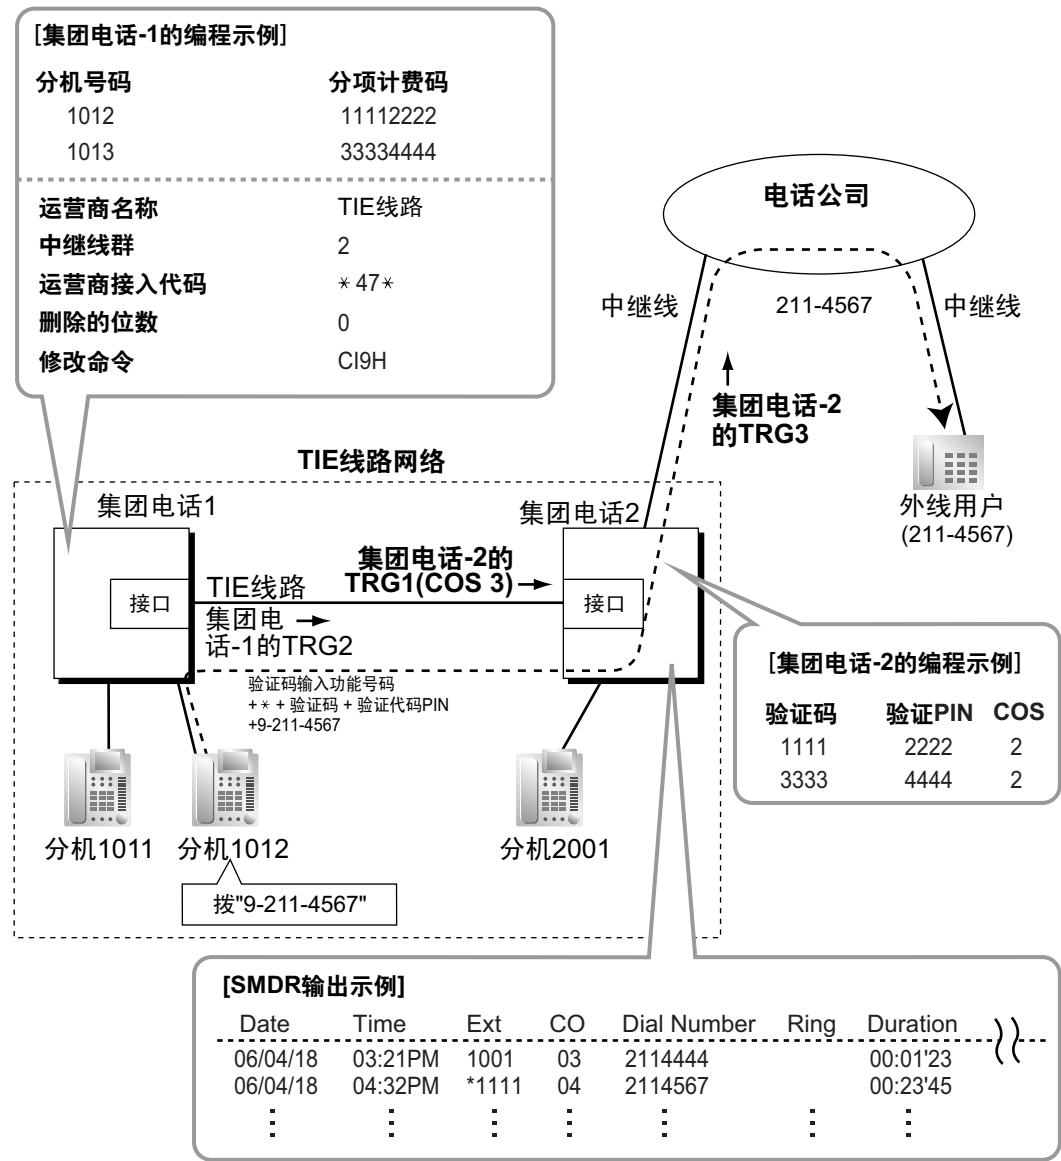 [集团电话-1的编程示例]
分机号码 分项计费码
1012 11112222
1013 33334444
运营商名称 TIE线路
中继线群 2
运营商接入代码 ＊47＊
删除的位数 0
修改命令 CI9H
电话公司
中继线 211-4567 中继线
集团电话-2
的TRG3
外线用户
(211-4567)
TIE线路网络
集团电话1
集团电话2
集团电话-2的
TRG1(COS 3)
接口
TIE线路
接口
集团电
话-1的TRG2
验证码输入功能号码
+＊+ 验证码 + 验证代码PIN
+9-211-4567
[集团电话-2的编程示例]
验证码 验证PIN COS
1111 2222 2
3333 4444 2
分机1011 分机1012 分机2001
拨"9-211-4567"
[SMDR输出示例]
Date Time Ext CO Dial Number Ring Duration
06/04/18 03:21PM 1001 03 2114444 00:01'23
06/04/18 04:32PM *1111 04 2114567 00:23'45